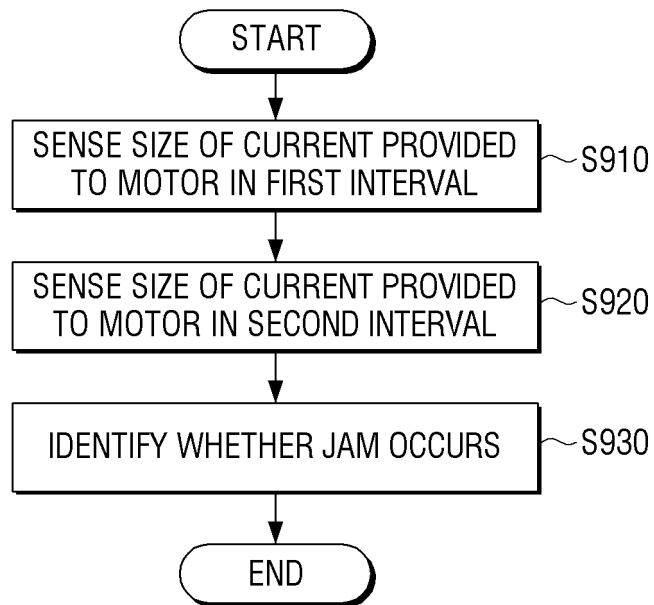 START
SENSE SIZE OF CURRENT PROVIDED
TO MOTOR IN FIRST INTERVAL
S910
SENSE SIZE OF CURRENT PROVIDED
TO MOTOR IN SECOND INTERVAL
S920
IDENTIFY WHETHER JAM OCCURS
S930
END